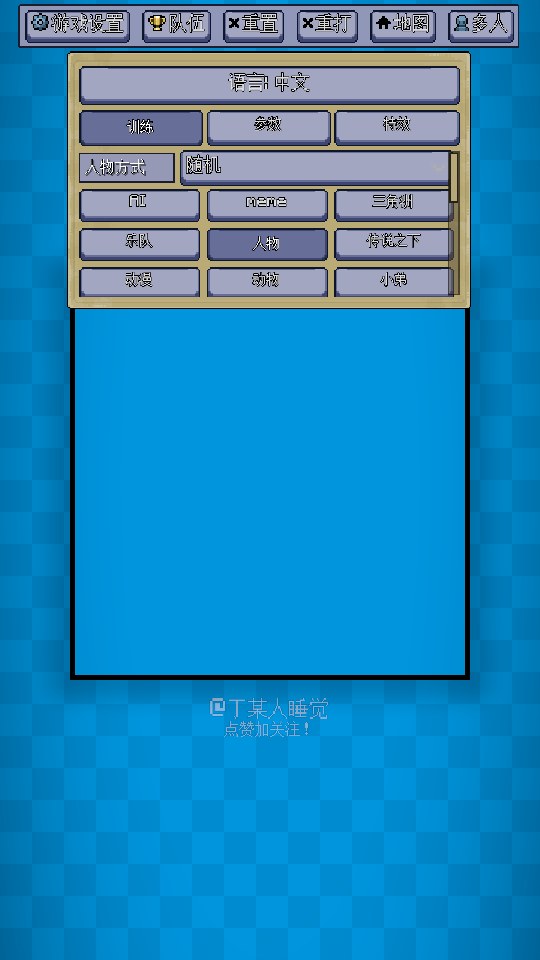 游戏设置 队伍 ×重置 ×重打 地图 多人
语言: 中文
训练 参数 特效
人物方式 随机
AI meme 三角洲
乐队 人物 传说之下
动漫 动物 小弟
@丁某人睡觉
点赞加关注!